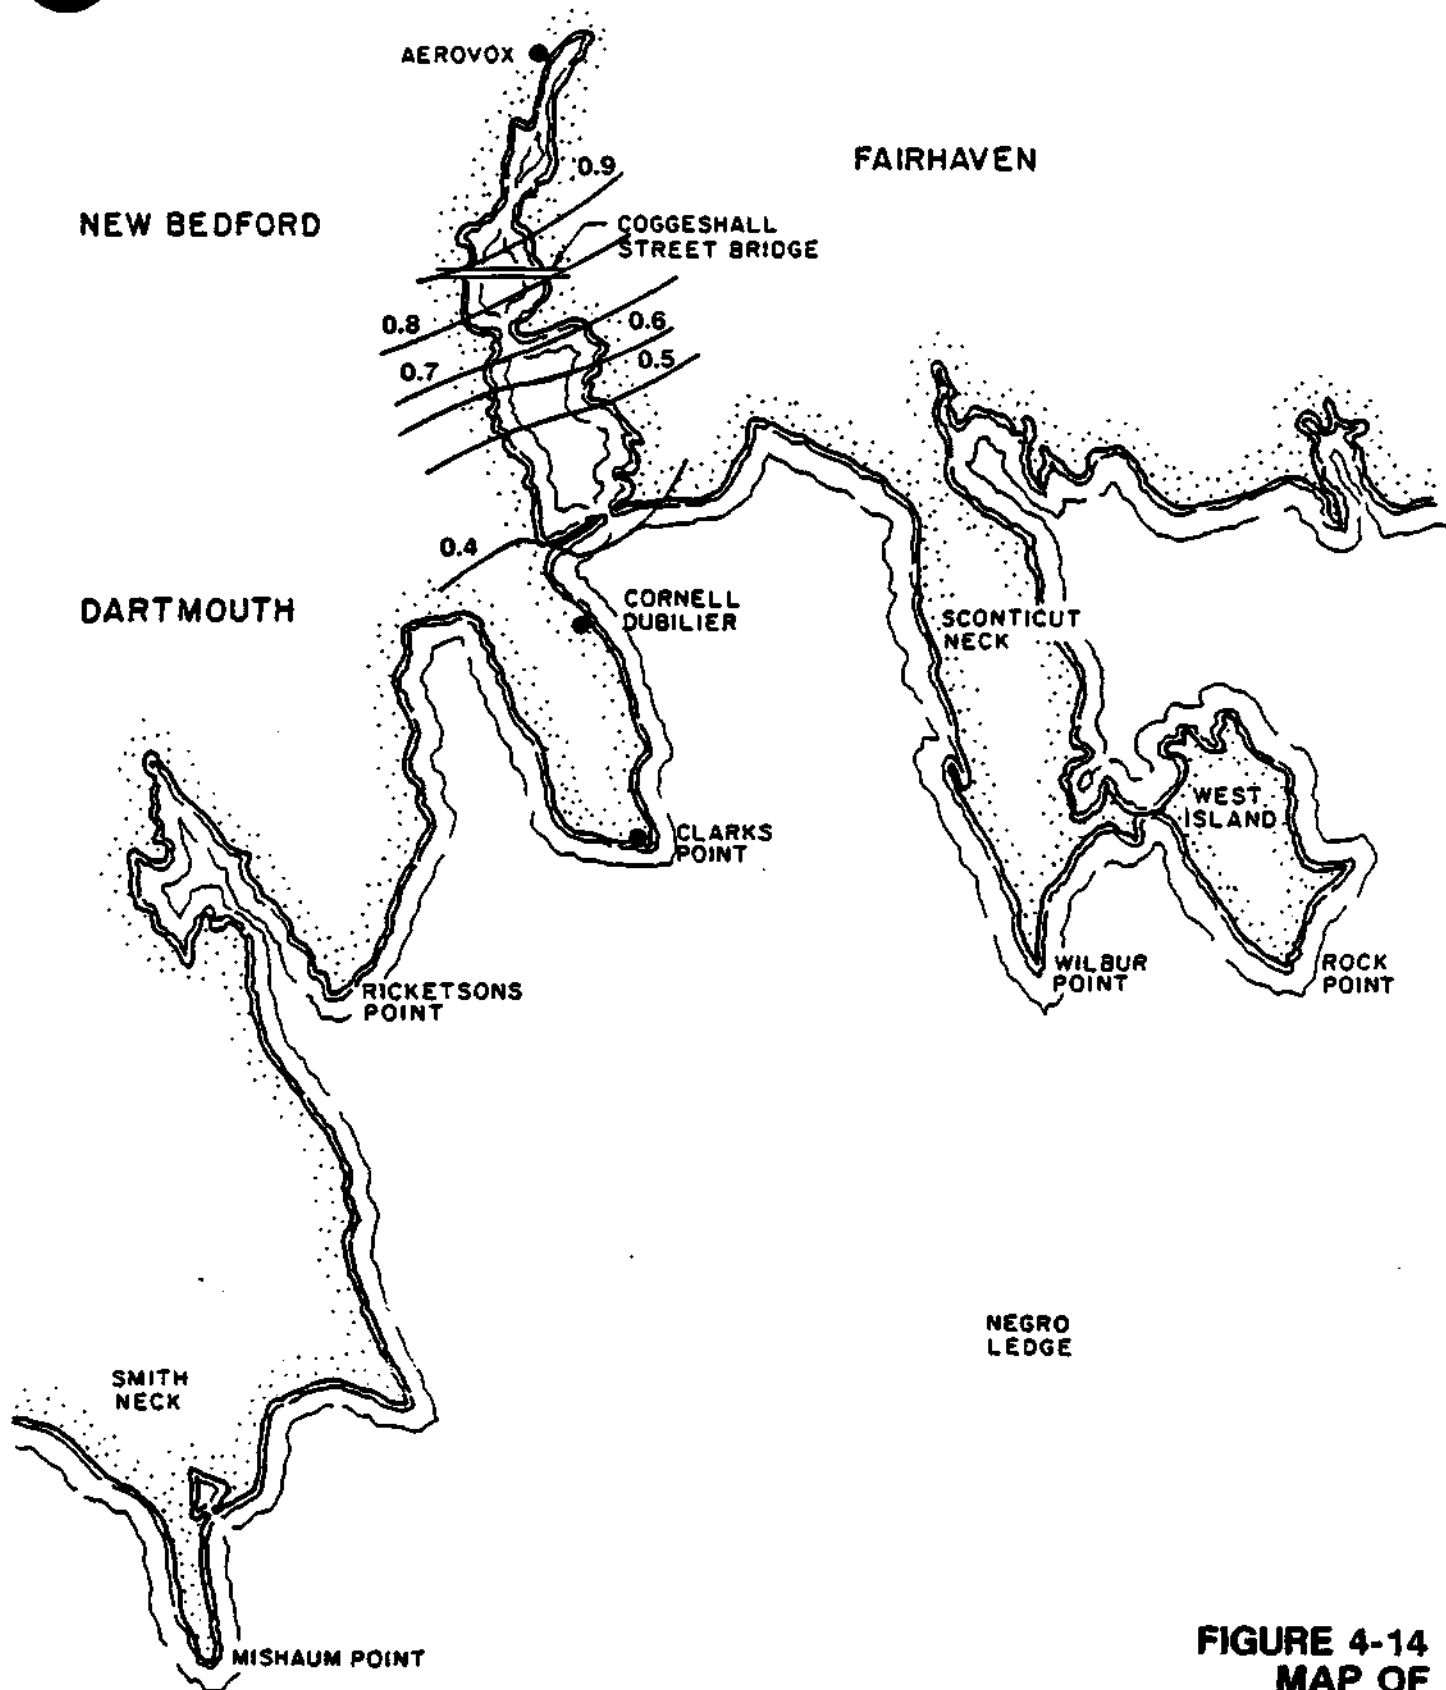 AEROVOX
FAIRHAVEN
0.9
NEW BEDFORD
COGGESHALL
STREET BRIDGE
0.8
0.6
0.5
0.7
0.4
DARTMOUTH
CORNELL
DUBILIER
SCONTICUT
NECK
WEST
ISLAND
CLARKS
POINT
WILBUR
POINT
ROCK
POINT
RICKETSONS
POINT
NEGRO
LEDGE
SMITH
NECK
MISHAUM POINT
FIGURE 4-14
MAP OF